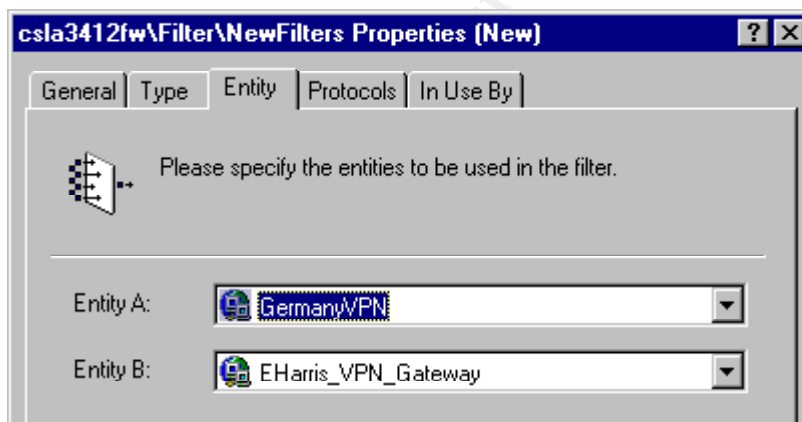 csla3412fw\Filter\NewFilters Properties (New)
General Type Entity Protocols In Use By
Please specify the entities to be used in the filter.
Entity A: GermanyVPN
Entity B: EHarris_VPN_Gateway